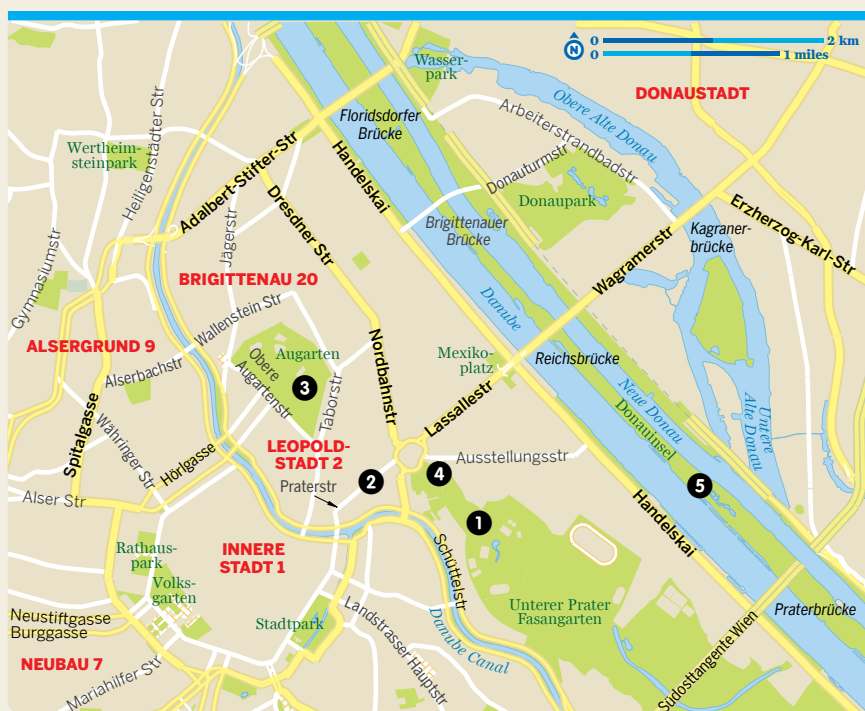 N
0
2 km
0
1 miles
Wasser-
park
DONAUSTADT
Obere Alte Donau
Floridsdorfer
Brücke
Arbeiterstrandbadstr
Wertheim-
steinpark
Heiligenstädter Str
Adalbert-Stifter-Str
Handelskai
Donauturmstr
Donaupark
Dresdner Str
Jägerstr
Brigittenauer
Brücke
Kagraner-
brücke
Erzherzog-Karl-Str
Gymnasiumstr
BRIGITTENAU 20
Wagramerstr
Danube
Wallenstein Str
ALSERGRUND 9
Alserbachstr
Obere
Augartenstr
Augarten
3
Nordbahnstr
Mexiko-
platz
Reichsbrücke
Neue Donau
Donauinsel
Untere
Alte Donau
Taborstr
Lassallestr
Spitalgasse
Währinger Str
Hörlgasse
LEOPOLD-
STADT 2
Ausstellungsstr
Praterstr
2
4
5
Alser Str
1
Handelskai
Rathaus-
park
INNERE
STADT 1
Volks-
garten
Schüttelstr
Unterer Prater
Fasangarten
Praterbrücke
Neustiftgasse
Burggasse
Stadtpark
Landstrasser Hauptstr
Danube Canal
Südosttangente Wien
NEUBAU 7
Mariahilfer Str